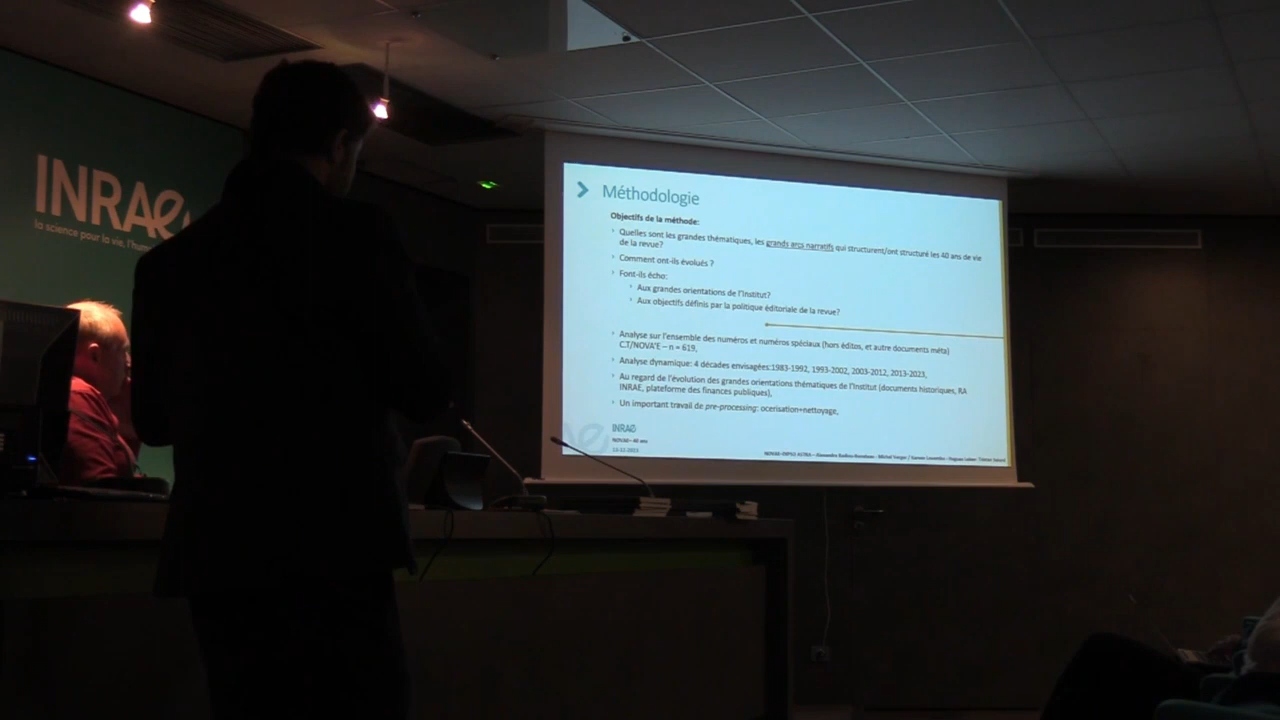 INRAE
la science pour la vie, l'huma
Méthodologie
Objectifs de la méthode:
Quelles sont les grandes thématiques, les grands arcs narratifs qui structurent/ont structuré les 40 ans de vie
de la revue?
Comment ont-ils évolués ?
Font-ils écho:
Aux grandes orientations de l'Institut?
Aux objectifs définis par la politique éditoriale de la revue?
Analyse sur l'ensemble des numéros et numéros spéciaux (hors éditos, et autre documents méta)
C.T/NOVA'E – n = 619,
Analyse dynamique: 4 décades envisagées:1983-1992, 1993-2002, 2003-2012, 2013-2023,
Au regard de l'évolution des grandes orientations thématiques de l'Institut (documents historiques, RA
INRAE, plateforme des finances publiques),
Un important travail de pre-processing: ocerisation+nettoyage,
INRAE
NOVAE – 40 ans